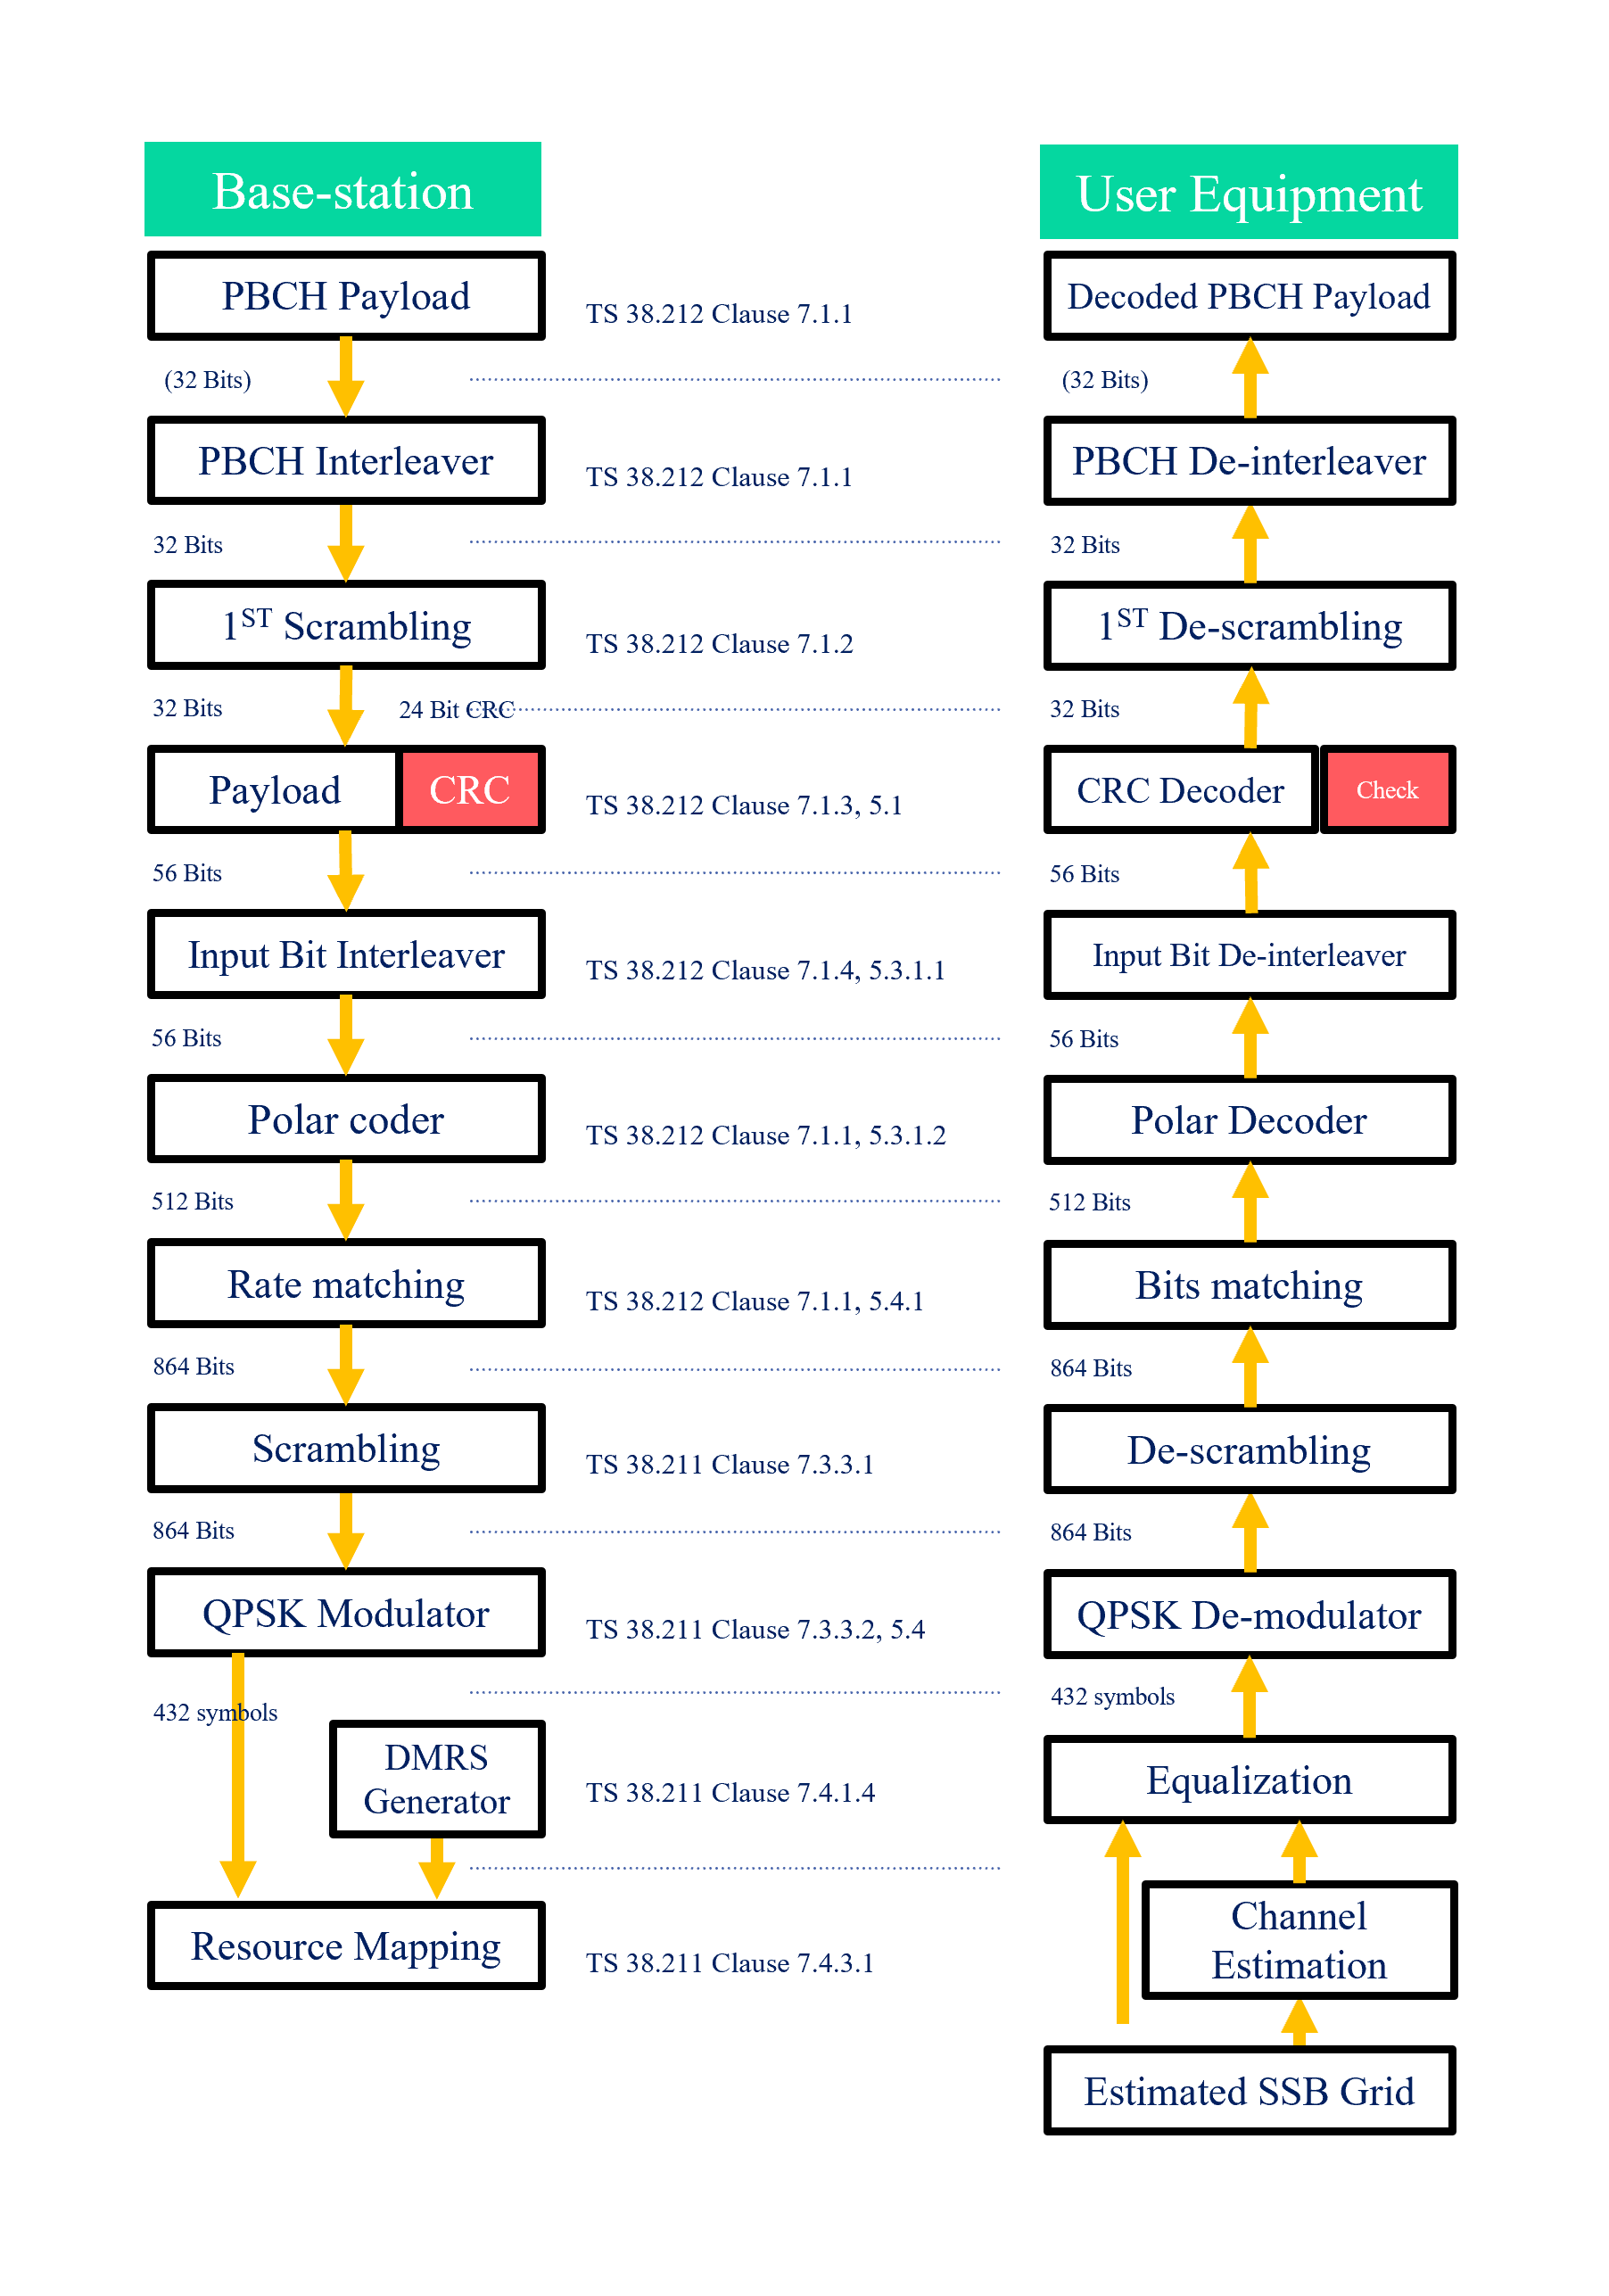 Base-station
User Equipment
PBCH Payload
TS 38.212 Clause 7.1.1
Decoded PBCH Payload
(32 Bits)
(32 Bits)
PBCH Interleaver
TS 38.212 Clause 7.1.1
PBCH De-interleaver
32 Bits
32 Bits
1ST Scrambling
TS 38.212 Clause 7.1.2
1ST De-scrambling
32 Bits
24 Bit CRC
32 Bits
Payload
CRC
TS 38.212 Clause 7.1.3, 5.1
CRC Decoder
Check
56 Bits
56 Bits
Input Bit Interleaver
TS 38.212 Clause 7.1.4, 5.3.1.1
Input Bit De-interleaver
56 Bits
56 Bits
Polar coder
TS 38.212 Clause 7.1.1, 5.3.1.2
Polar Decoder
512 Bits
512 Bits
Rate matching
TS 38.212 Clause 7.1.1, 5.4.1
Bits matching
864 Bits
864 Bits
Scrambling
TS 38.211 Clause 7.3.3.1
De-scrambling
864 Bits
864 Bits
QPSK Modulator
TS 38.211 Clause 7.3.3.2, 5.4
QPSK De-modulator
432 symbols
432 symbols
DMRS
Generator
TS 38.211 Clause 7.4.1.4
Equalization
Resource Mapping
TS 38.211 Clause 7.4.3.1
Channel
Estimation
Estimated SSB Grid